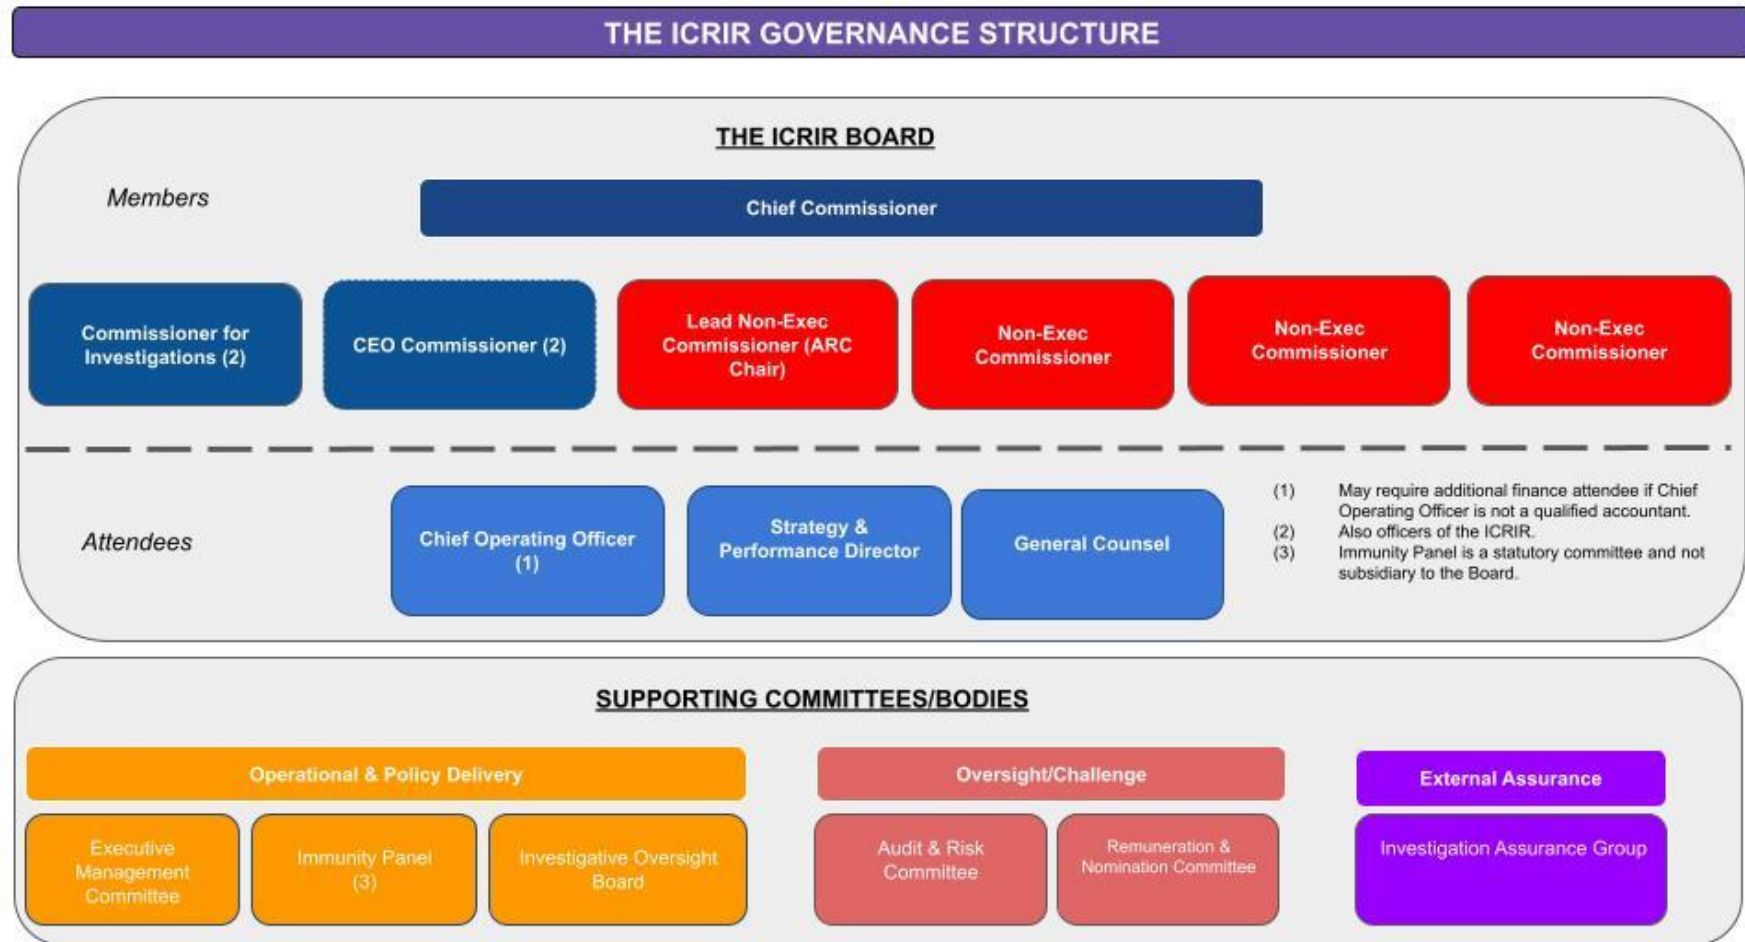 THE ICRIR GOVERNANCE STRUCTURE
THE ICRIR BOARD
Members
Chief Commissioner
Commissioner for
Investigations (2)
CEO Commissioner (2)
Lead Non-Exec
Commissioner (ARC
Chair)
Non-Exec
Commissioner
Non-Exec
Commissioner
Non-Exec
Commissioner
Attendees
Chief Operating Officer
(1)
Strategy &
Performance Director
General Counsel
(1) May require additional finance attendee if Chief
Operating Officer is not a qualified accountant.
(2) Also officers of the ICRIR.
(3) Immunity Panel is a statutory committee and not
subsidiary to the Board.
SUPPORTING COMMITTEES/BODIES
Operational & Policy Delivery
Executive
Management
Committee
Immunity Panel
(3)
Investigative Oversight
Board
Oversight/Challenge
Audit & Risk
Committee
Remuneration &
Nomination Committee
External Assurance
Investigation Assurance Group